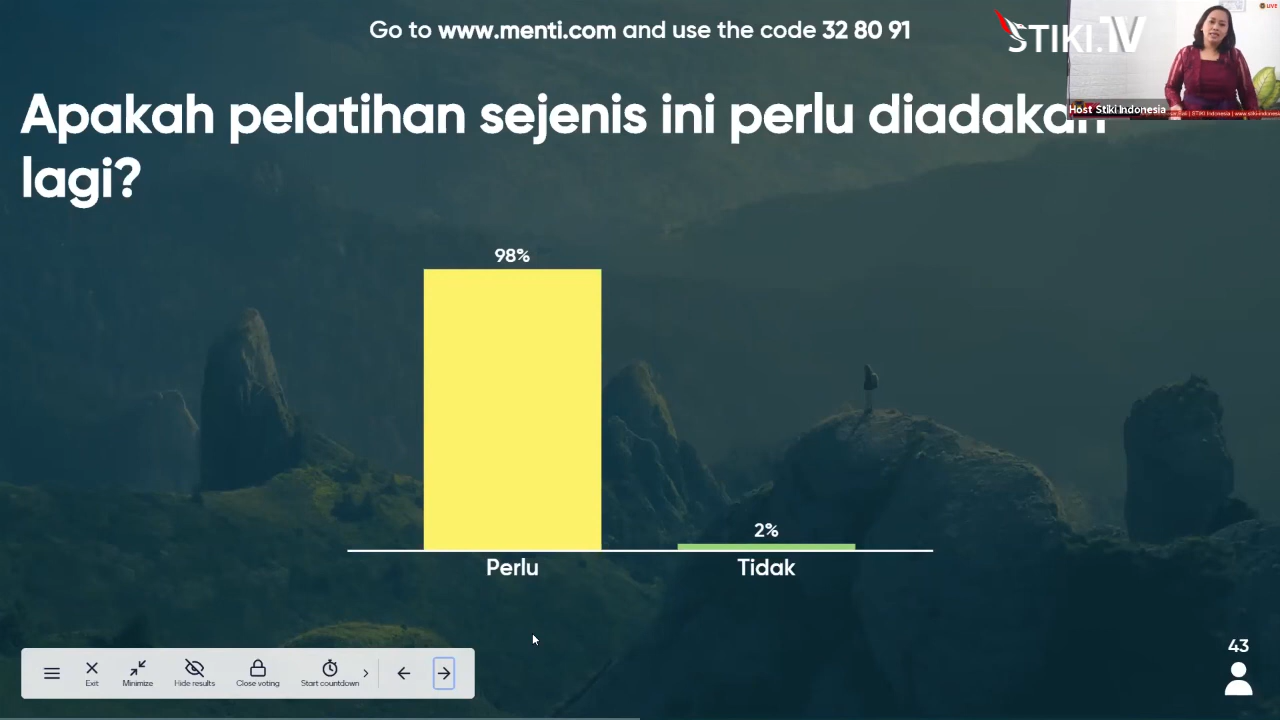 Go to www.menti.com and use the code 32 80 91
STIKI.TV
LIVE
Host Stiki Indonesia
Apakah pelatihan sejenis ini perlu diadakan
lagi?
98%
2%
Perlu
Tidak
Exit
Minimize
Hide results
Close voting
Start countdown
43